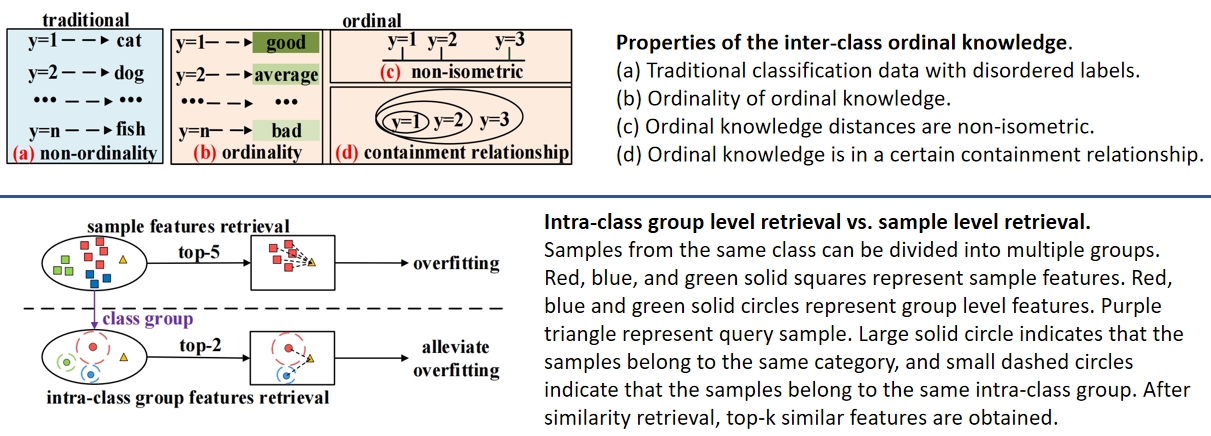 traditional
ordinal
y=1 cat
y=2 dog
••• •••
y=n fish
(a) non-ordinality
y=1 good
y=2 average
••• •••
y=n bad
(b) ordinality
y=1 y=2 y=3
(c) non-isometric
y=1 y=2 y=3
(d) containment relationship
Properties of the inter-class ordinal knowledge.
(a) Traditional classification data with disordered labels.
(b) Ordinality of ordinal knowledge.
(c) Ordinal knowledge distances are non-isometric.
(d) Ordinal knowledge is in a certain containment relationship.
sample features retrieval
top-5
overfitting
class group
top-2
alleviate
overfitting
intra-class group features retrieval
Intra-class group level retrieval vs. sample level retrieval.
Samples from the same class can be divided into multiple groups.
Red, blue, and green solid squares represent sample features. Red,
blue and green solid circles represent group level features. Purple
triangle represent query sample. Large solid circle indicates that the
samples belong to the same category, and small dashed circles
indicate that the samples belong to the same intra-class group. After
similarity retrieval, top-k similar features are obtained.